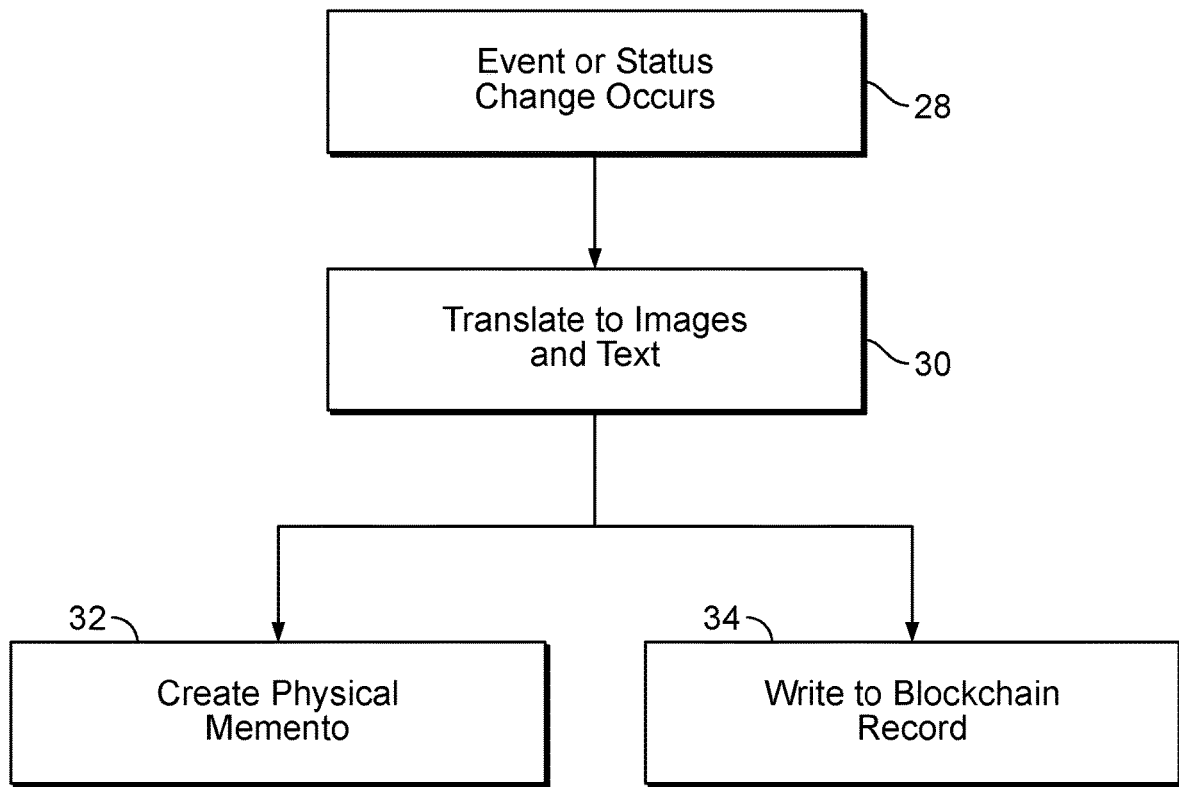 Event or Status
Change Occurs
28
Translate to Images
and Text
30
32
Create Physical
Memento
34
Write to Blockchain
Record